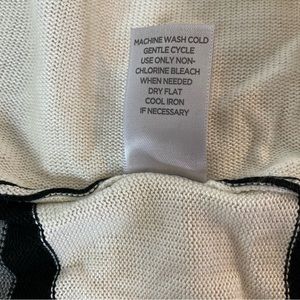 MACHINE WASH COLD
GENTLE CYCLE
USE ONLY NON-
CHLORINE BLEACH
WHEN NEEDED
DRY FLAT
COOL IRON
IF NECESSARY